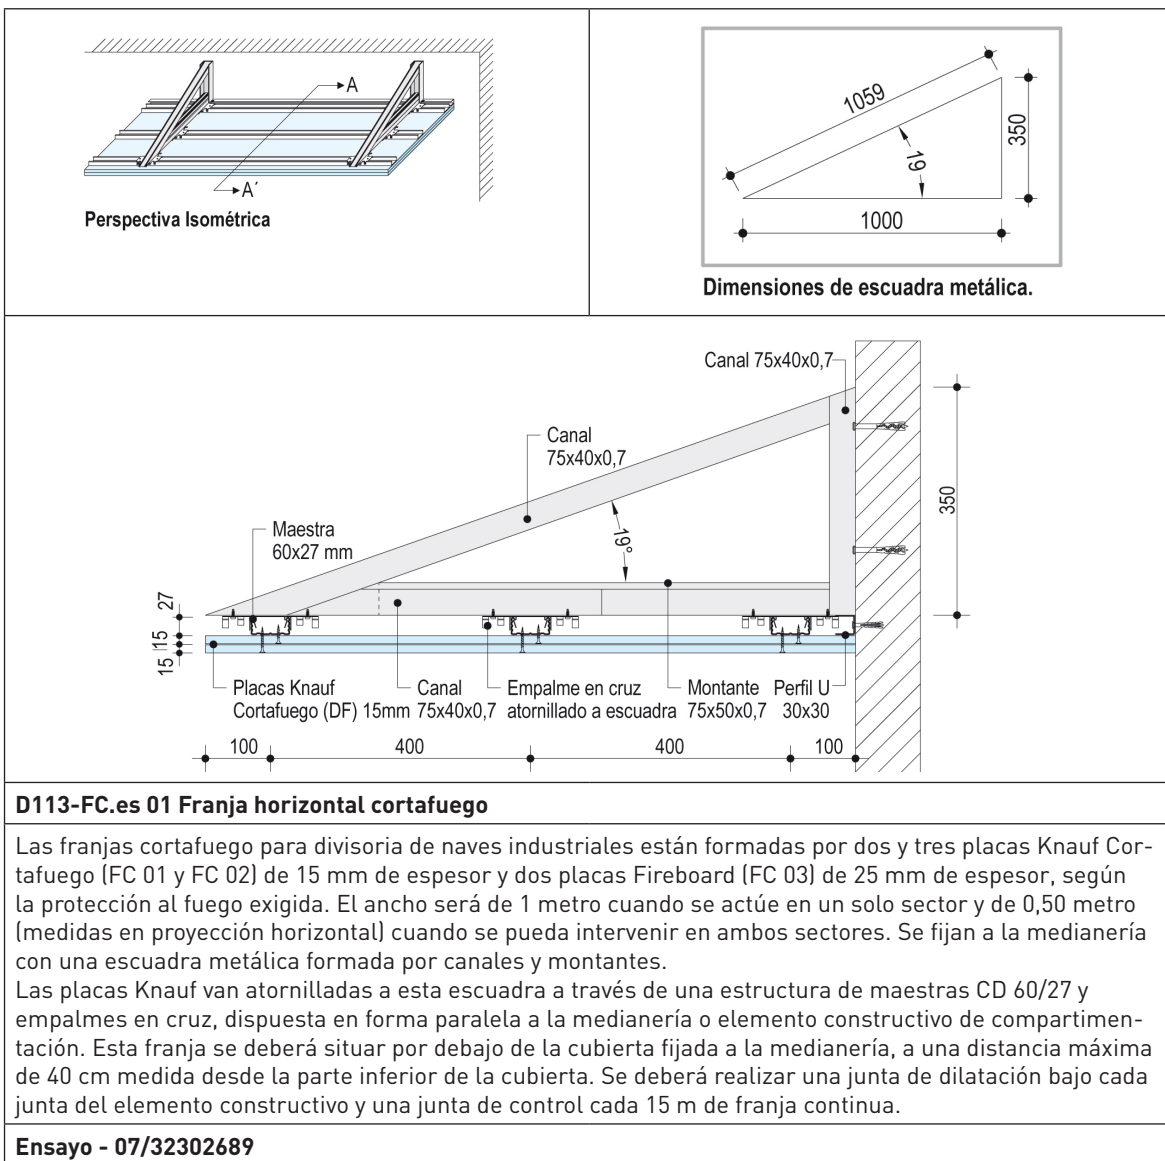 A
A´
Perspectiva Isométrica
1059
350
19
1000
Dimensiones de escuadra metálica.
Canal 75x40x0,7
Canal
75x40x0,7
350
Maestra
60x27 mm
19°
27
15
15
Placas Knauf
Cortafuego (DF) 15mm
Canal
75x40x0,7
Empalme en cruz
atornillado a escuadra
Montante
75x50x0,7
Perfil U
30x30
100
400
400
100
D113-FC.es 01 Franja horizontal cortafuego
Las franjas cortafuego para divisoria de naves industriales están formadas por dos y tres placas Knauf Cor-
tafuego (FC 01 y FC 02) de 15 mm de espesor y dos placas Fireboard (FC 03) de 25 mm de espesor, según
la protección al fuego exigida. El ancho será de 1 metro cuando se actúe en un solo sector y de 0,50 metro
(medidas en proyección horizontal) cuando se pueda intervenir en ambos sectores. Se fijan a la medianería
con una escuadra metálica formada por canales y montantes.
Las placas Knauf van atornilladas a esta escuadra a través de una estructura de maestras CD 60/27 y
empalmes en cruz, dispuesta en forma paralela a la medianería o elemento constructivo de compartimen-
tación. Esta franja se deberá situar por debajo de la cubierta fijada a la medianería, a una distancia máxima
de 40 cm medida desde la parte inferior de la cubierta. Se deberá realizar una junta de dilatación bajo cada
junta del elemento constructivo y una junta de control cada 15 m de franja continua.
Ensayo - 07/32302689